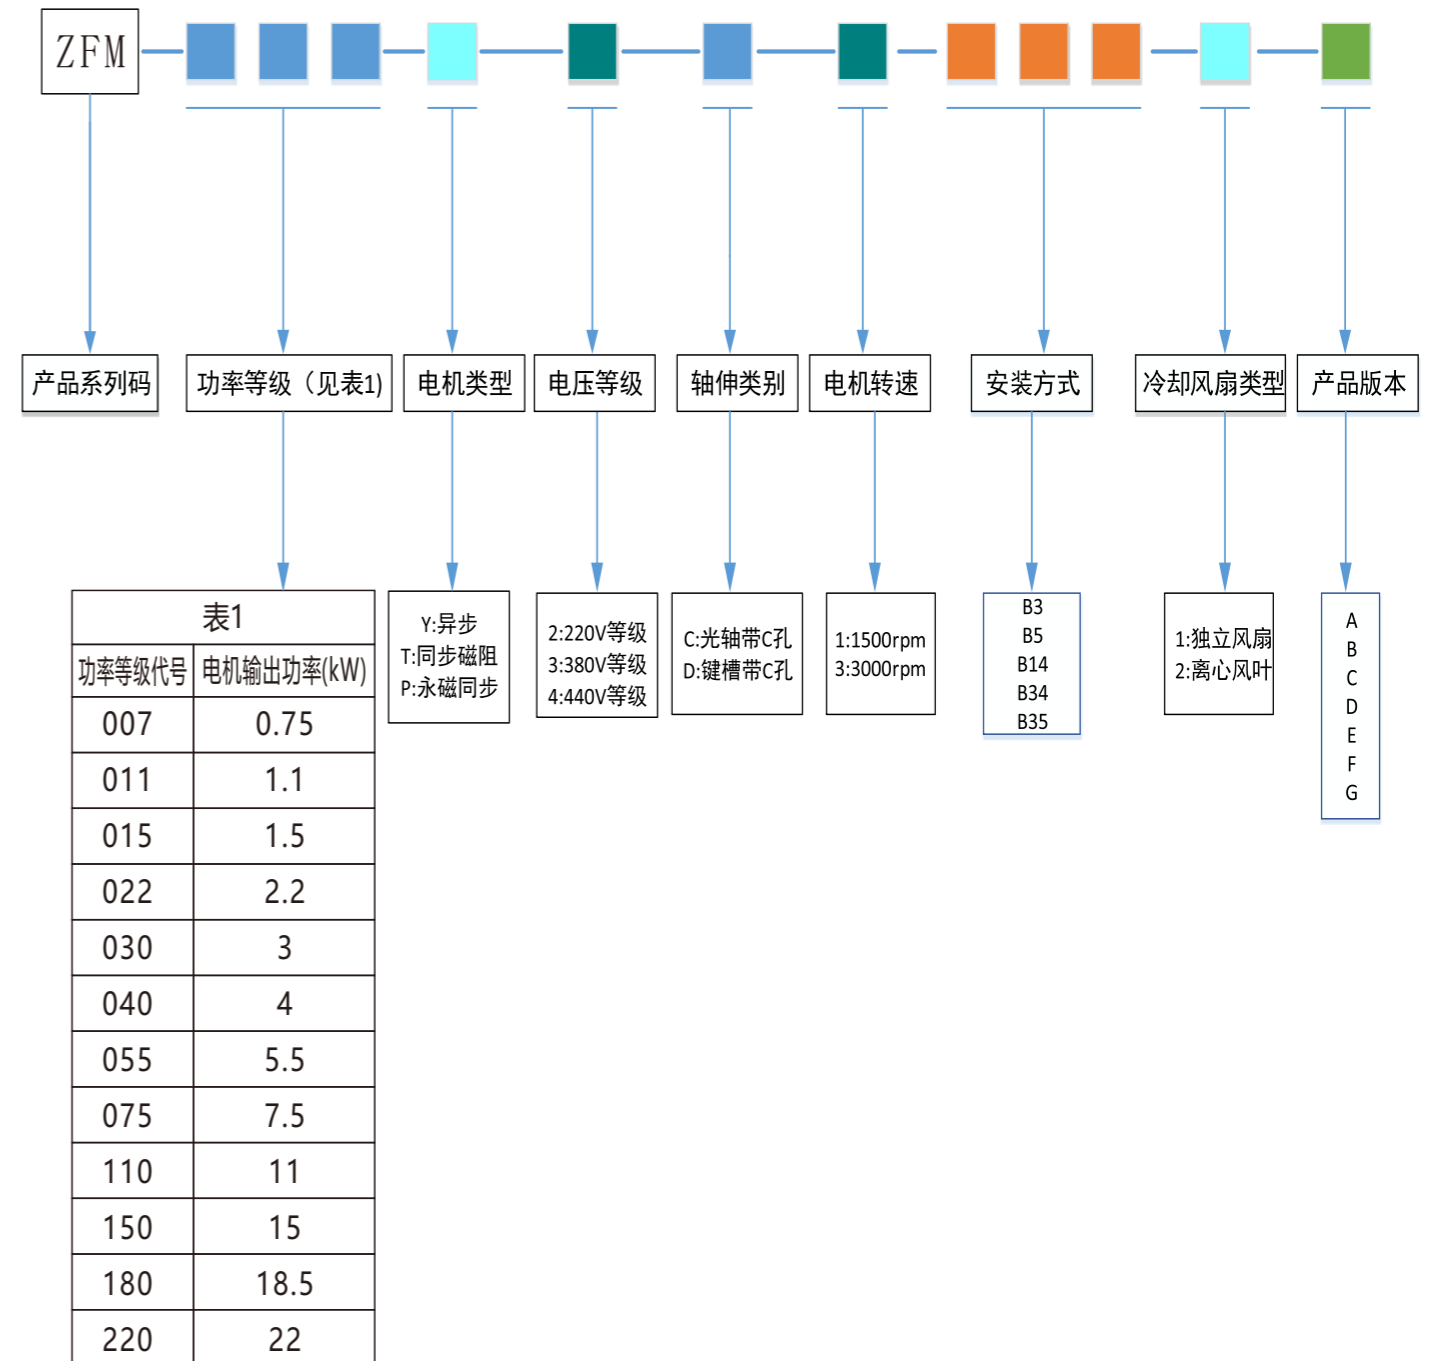 ZFM
产品系列码
功率等级（见表1)
电机类型
电压等级
轴伸类别
电机转速
安装方式
冷却风扇类型
产品版本
表1
功率等级代号 电机输出功率(kW)
007 0.75
011 1.1
015 1.5
022 2.2
030 3
040 4
055 5.5
075 7.5
110 11
150 15
180 18.5
220 22
Y:异步
T:同步磁阻
P:永磁同步
2:220V等级
3:380V等级
4:440V等级
C:光轴带C孔
D:键槽带C孔
1:1500rpm
3:3000rpm
B3
B5
B14
B34
B35
1:独立风扇
2:离心风叶
A
B
C
D
E
F
G